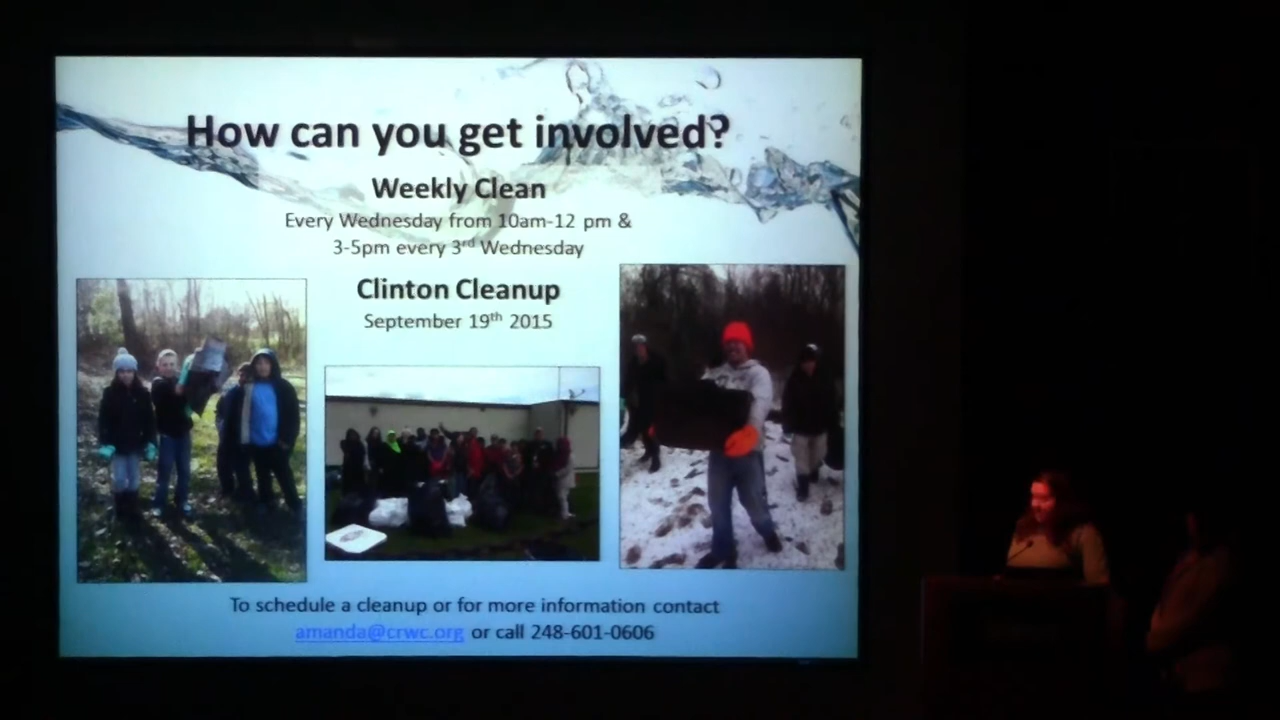 How can you get involved?
Weekly Clean
Every Wednesday from 10am-12 pm &
3-5pm every 3rd Wednesday
Clinton Cleanup
September 19th 2015
To schedule a cleanup or for more information contact
amanda@crwc.org or call 248-601-0606